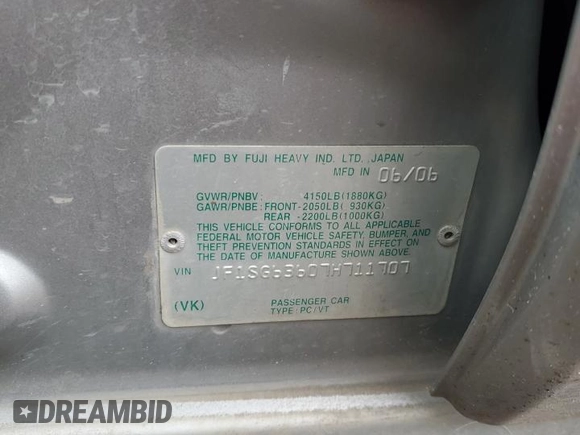 MFD BY FUJI HEAVY IND. LTD. JAPAN
MFD IN 06/06
GVWR/PNBV: 4150LB(1880KG)
GAWR/PNBE: FRONT-2050LB( 930KG)
REAR -2200LB(1000KG)
THIS VEHICLE CONFORMS TO ALL APPLICABLE
FEDERAL MOTOR VEHICLE SAFETY, BUMPER, AND
THEFT PREVENTION STANDARDS IN EFFECT ON
THE DATE OF MANUFACTURE SHOWN ABOVE.
VIN JF1SG63607H711707
(VK) PASSENGER CAR
TYPE: PC/VT
DREAMBID